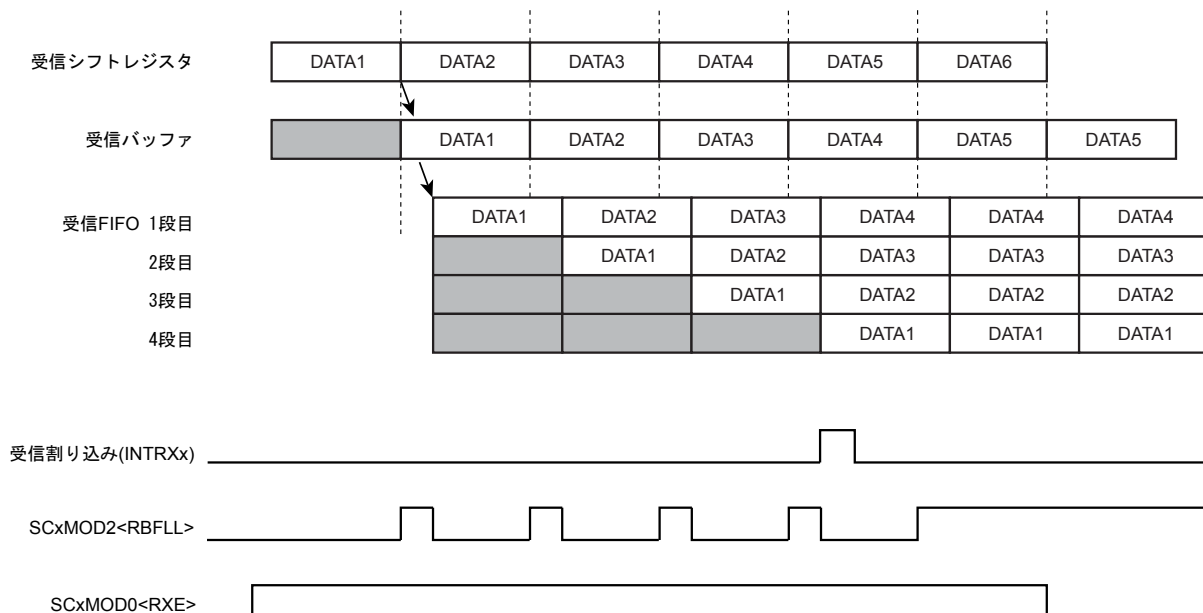 受信シフトレジスタ DATA1 DATA2 DATA3 DATA4 DATA5 DATA6
受信バッファ DATA1 DATA2 DATA3 DATA4 DATA5 DATA5
受信FIFO 1段目 DATA1 DATA2 DATA3 DATA4 DATA4 DATA4
2段目 DATA1 DATA2 DATA3 DATA3 DATA3
3段目 DATA1 DATA2 DATA2 DATA2
4段目 DATA1 DATA1 DATA1
受信割り込み(INTRXx)
SCxMOD2<RBFLL>
SCxMOD0<RXE>